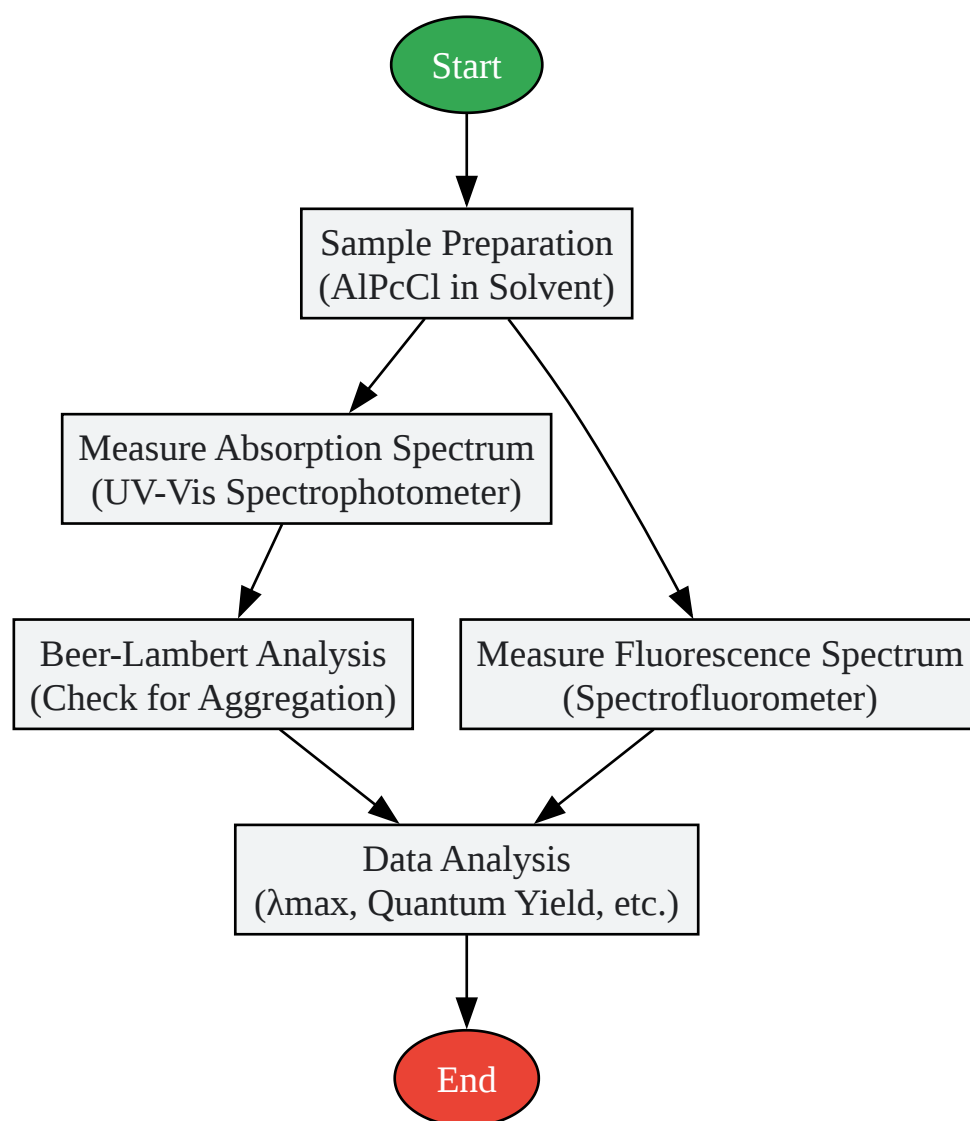 Start
Sample Preparation
(AlPcCl in Solvent)
Measure Absorption Spectrum
(UV-Vis Spectrophotometer)
Beer-Lambert Analysis
(Check for Aggregation)
Measure Fluorescence Spectrum
(Spectrofluorometer)
Data Analysis
(λmax, Quantum Yield, etc.)
End